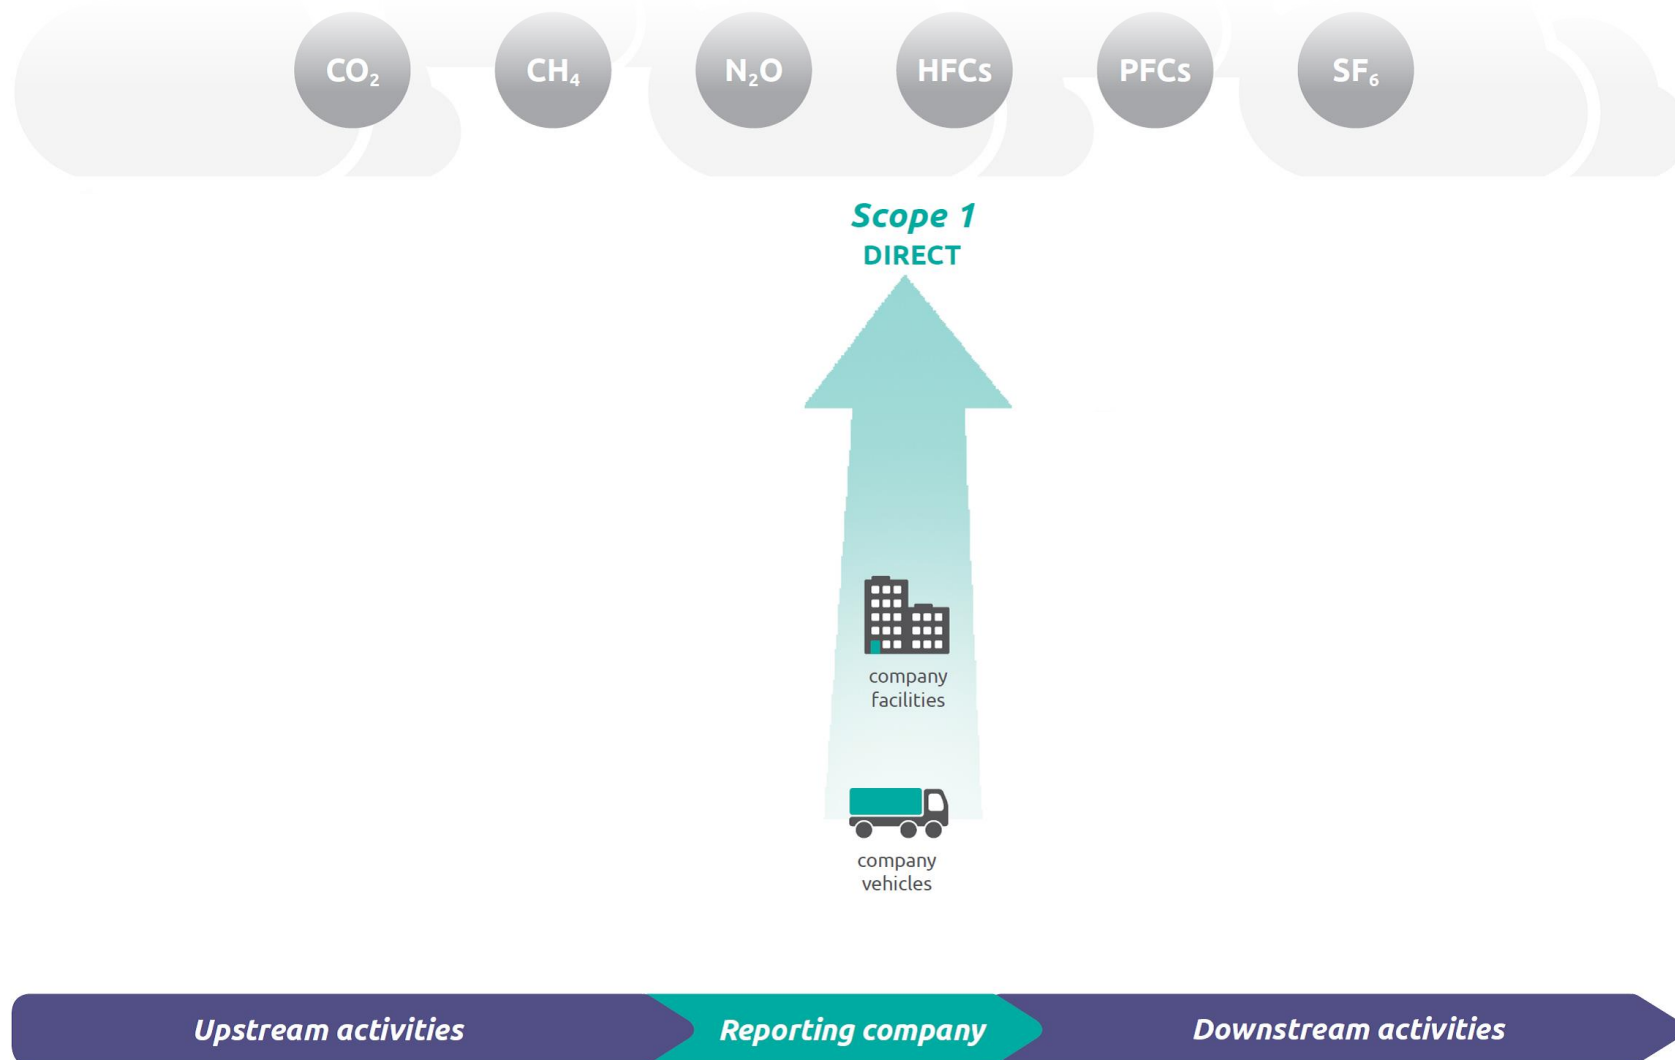 CO₂ CH₄ N₂O HFCs PFCs SF₆
Scope 1
DIRECT
company
facilities
company
vehicles
Upstream activities Reporting company Downstream activities